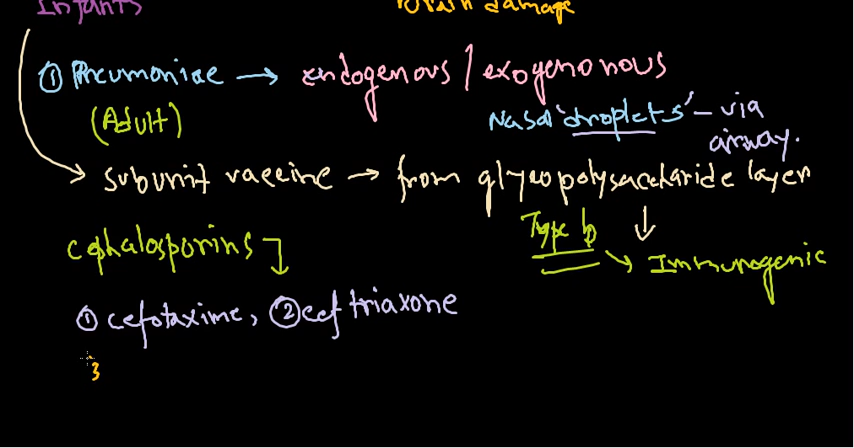 Infants
Brain damage
① Pneumoniae → endogenous / exogenonous
(Adult)
Nasal 'droplets' - via
airway.
→ subunit vaccine → from glycopolysaccharide layer
Type b
↓
cephalosporins
→ Immunogenic
① cefotaxime, ② ceftriaxone
3